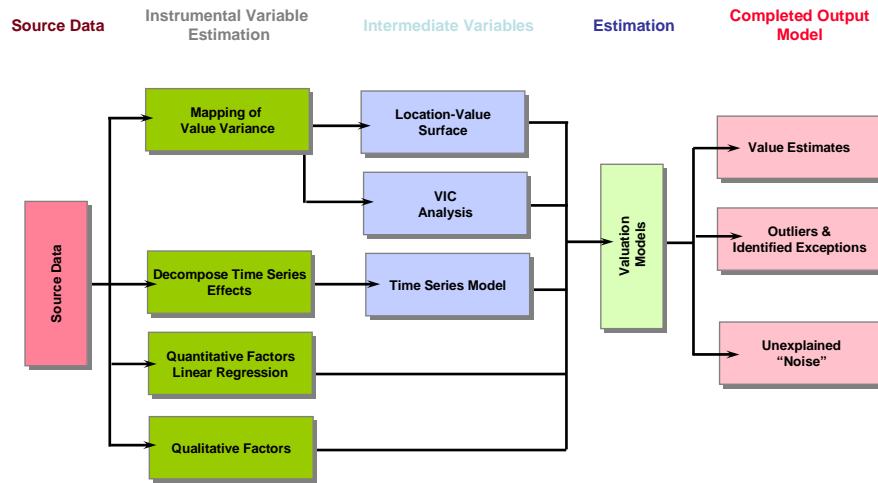 Source Data
Instrumental Variable
Estimation
Intermediate Variables
Estimation
Completed Output
Model
Source Data
Mapping of
Value Variance
Decompose Time Series
Effects
Quantitative Factors
Linear Regression
Qualitative Factors
Location-Value
Surface
VIC
Analysis
Time Series Model
Valuation
Models
Value Estimates
Outliers &
Identified Exceptions
Unexplained
“Noise”